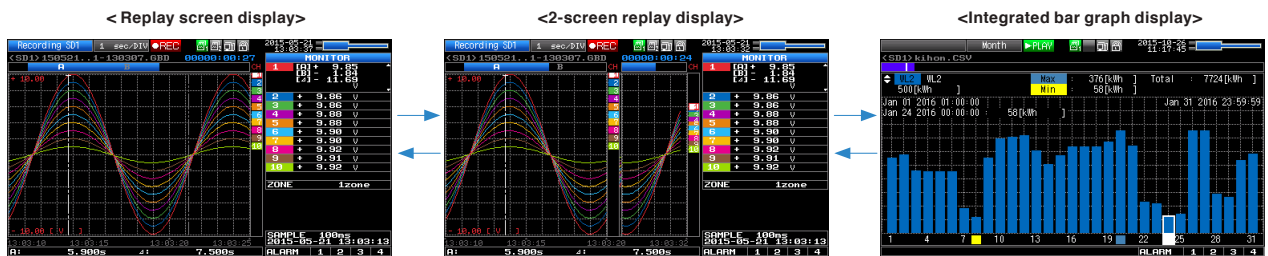 < Replay screen display>
Recording SD1 1 sec/DIV ●REC 2015-05-21 13:03:37
<SD1>150521..1-130307.GBD 00000:00:27 MONITOR
A B CH
1 [A]+ 9.85
[B]- 1.84
[⊿]- 11.69
V
+ 10.00
2 + 9.86 V
3 + 9.86 V
4 + 9.88 V
5 + 9.88 V
6 + 9.90 V
7 + 9.90 V
8 + 9.92 V
9 + 9.91 V
10 + 9.92 V
ZONE 1zone
- 10.00 [ V ]
13:03:10 13:03:15 13:03:20 13:03:25
SAMPLE 100ms
2015-05-21 13:03:13
A: 5.900s ⊿: 7.500s ALARM 1 2 3 4
<2-screen replay display>
Recording SD1 1 sec/DIV ●REC 2015-05-21 13:03:34
<SD1>150521..1-130307.GBD 00000:00:24 MONITOR
A B CH
1 [A]+ 9.85
[B]- 1.84
[⊿]- 11.69
V
+ 10.00
2 + 9.86 V
3 + 9.86 V
4 + 9.88 V
5 + 9.88 V
6 + 9.90 V
7 + 9.90 V
8 + 9.92 V
9 + 9.91 V
10 + 9.92 V
ZONE 1zone
- 10.00 [ V ]
13:03:10 13:03:15 13:03:32
SAMPLE 100ms
2015-05-21 13:03:13
A: 5.900s ⊿: 7.500s ALARM 1 2 3 4
<Integrated bar graph display>
Month ▶PLAY 2015-10-26 11:17:45
<SD1>kihon.CSV
WL2 WL2 Max : 376[kWh ] Total : 7724[kWh ]
500[kWh ] Min : 58[kWh ]
Jan 01 2016 01:00:00 Jan 31 2016 23:59:59
Jan 24 2016 00:00:00 58[kWh ]
1 4 7 10 13 16 19 22 25 28 31
ALARM 1 2 3 4